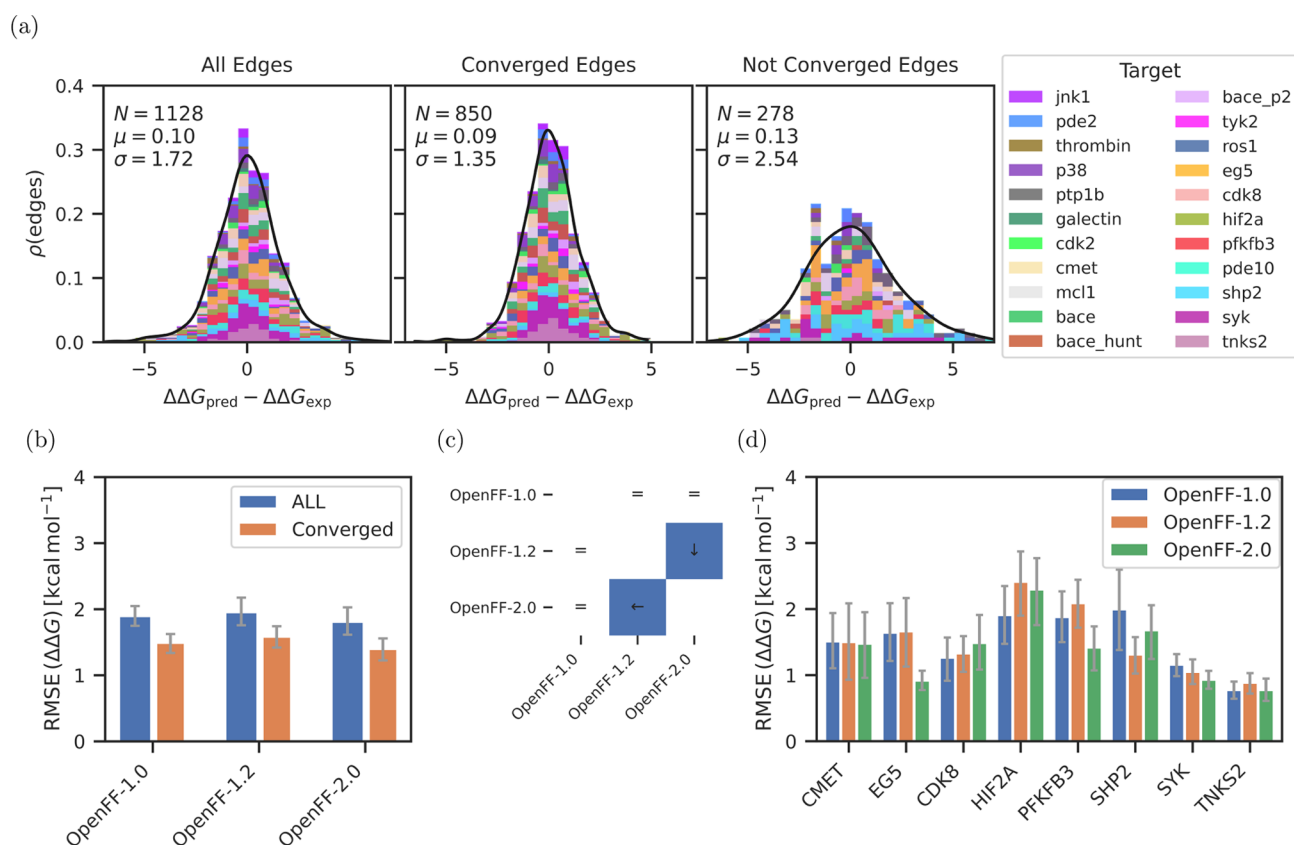 (a)
All Edges
Converged Edges
Not Converged Edges
0.4
0.3
0.2
0.1
0.0
ρ(edges)
N = 1128
μ = 0.10
σ = 1.72
N = 850
μ = 0.09
σ = 1.35
N = 278
μ = 0.13
σ = 2.54
−5 0 5
−5 0 5
−5 0 5
ΔΔG_pred − ΔΔG_exp
ΔΔG_pred − ΔΔG_exp
ΔΔG_pred − ΔΔG_exp
Target
jnk1
pde2
thrombin
p38
ptp1b
galectin
cdk2
cmet
mcl1
bace
bace_hunt
bace_p2
tyk2
ros1
eg5
cdk8
hif2a
pfkfb3
pde10
shp2
syk
tnks2
(b)
4
3
2
1
0
RMSE (ΔΔG) [kcal mol⁻¹]
ALL
Converged
OpenFF-1.0
OpenFF-1.2
OpenFF-2.0
(c)
OpenFF-1.0 = =
OpenFF-1.2 = ↓
OpenFF-2.0 = ←
OpenFF-1.0
OpenFF-1.2
OpenFF-2.0
(d)
4
3
2
1
0
RMSE (ΔΔG) [kcal mol⁻¹]
OpenFF-1.0
OpenFF-1.2
OpenFF-2.0
CMET
EG5
CDK8
HIF2A
PFKFB3
SHP2
SYK
TNKS2